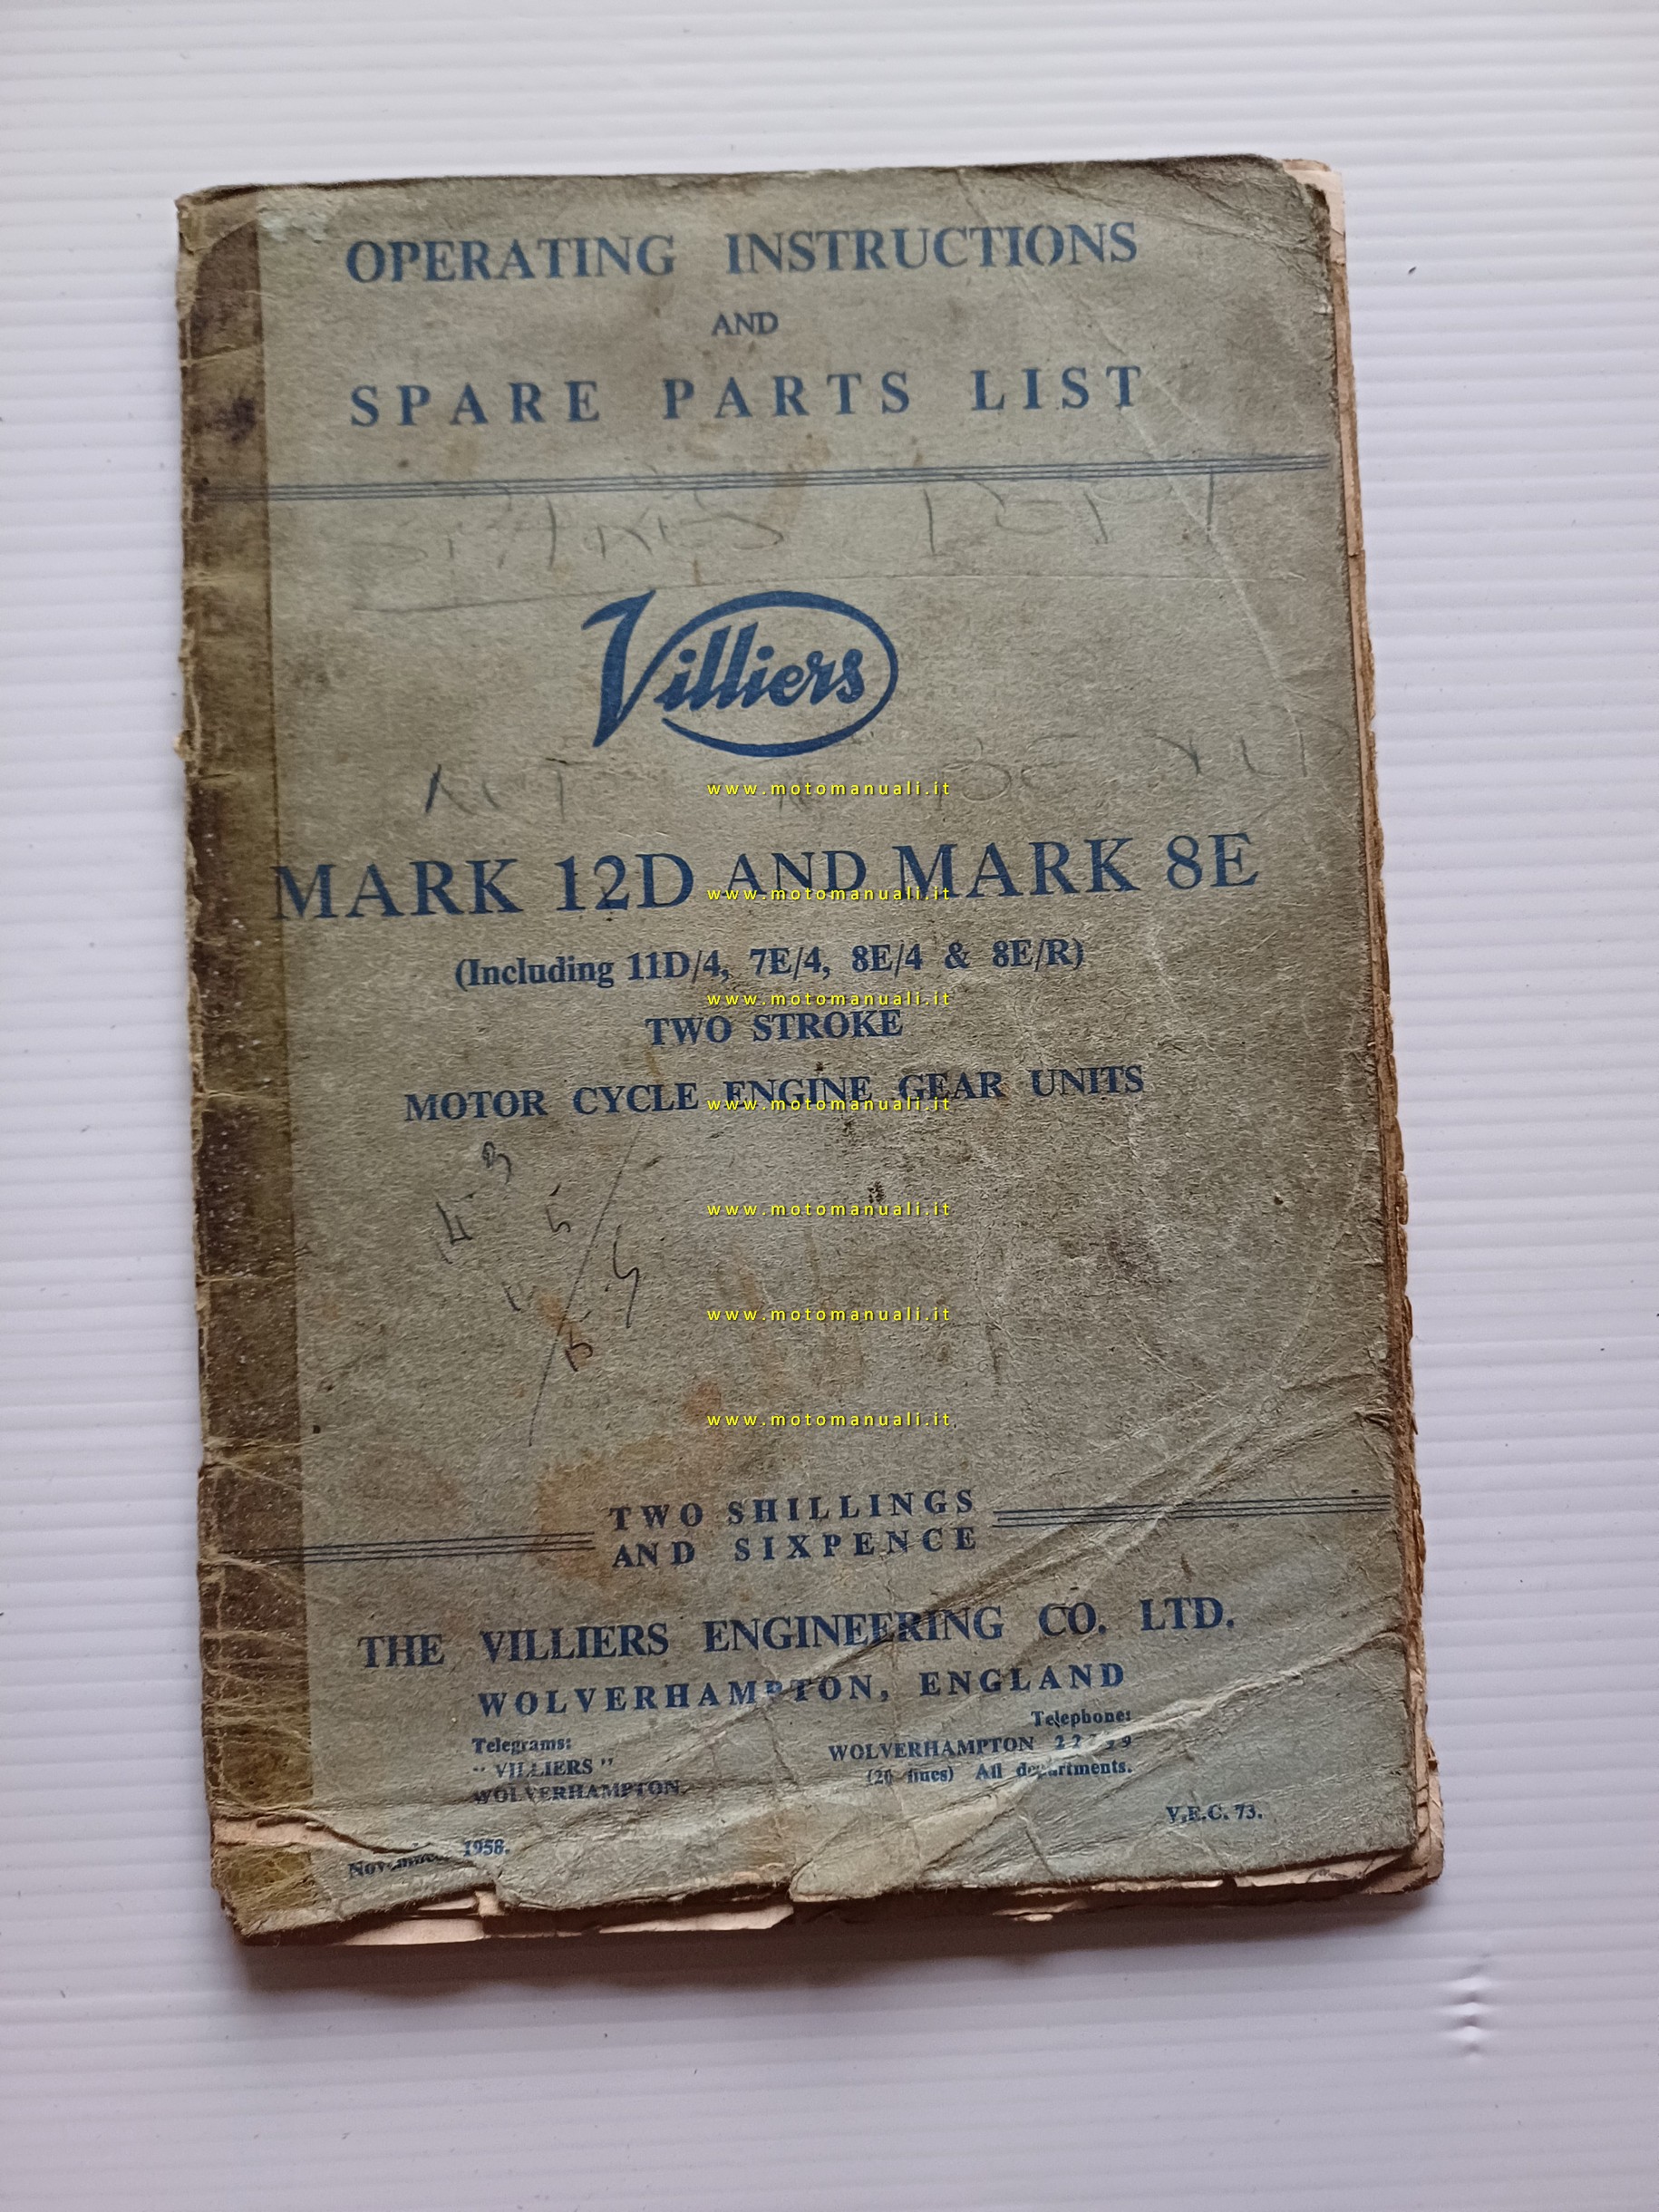 OPERATING INSTRUCTIONS
AND
SPARE PARTS LIST
Villiers
www.motomanuali.it
MARK 12D AND MARK 8E
www.motomanuali.it
(Including 11D/4, 7E/4, 8E/4 & 8E/R)
www.motomanuali.it
TWO STROKE
MOTOR CYCLE ENGINE GEAR UNITS
www.motomanuali.it
www.motomanuali.it
www.motomanuali.it
www.motomanuali.it
TWO SHILLINGS
AND SIXPENCE
THE VILLIERS ENGINEERING CO. LTD.
WOLVERHAMPTON, ENGLAND
Telegrams:
"VILLIERS"
WOLVERHAMPTON.
Telephone:
WOLVERHAMPTON
lines) All departments.
V.E.C. 73.
November 1958.